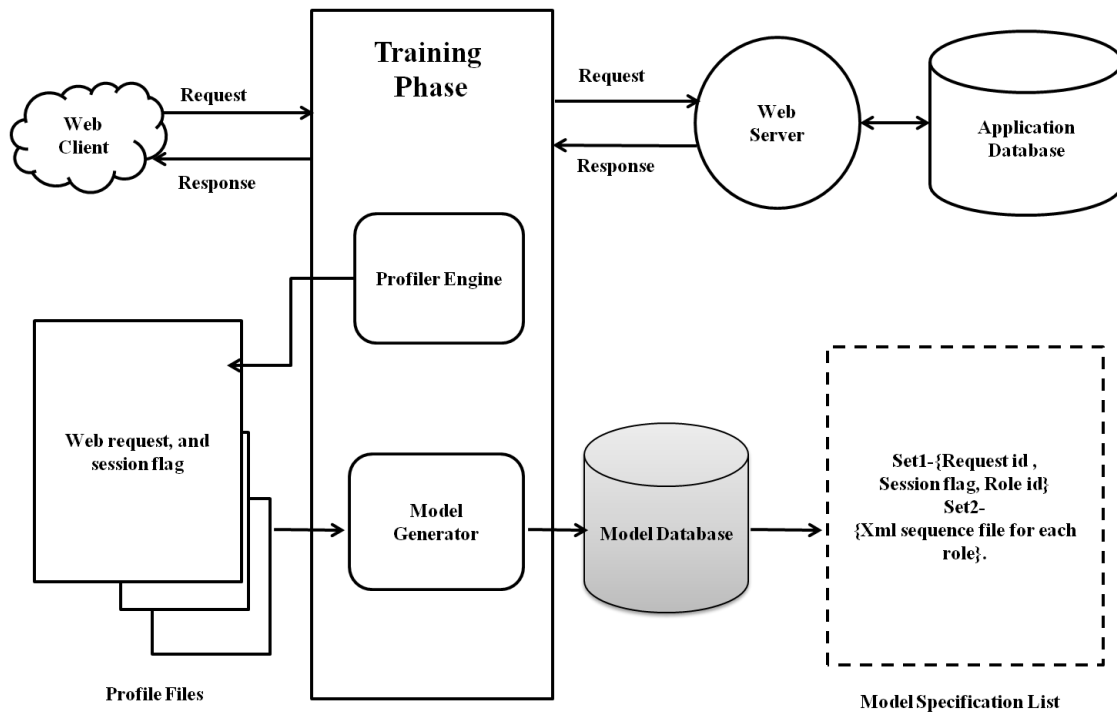 Training
Phase
Request
Web
Client
Response
Request
Response
Web
Server
Application
Database
Profiler Engine
Web request, and
session flag
Model
Generator
Model Database
Set1-{Request id ,
Session flag, Role id}
Set2-
{Xml sequence file for each
role}.
Profile Files
Model Specification List